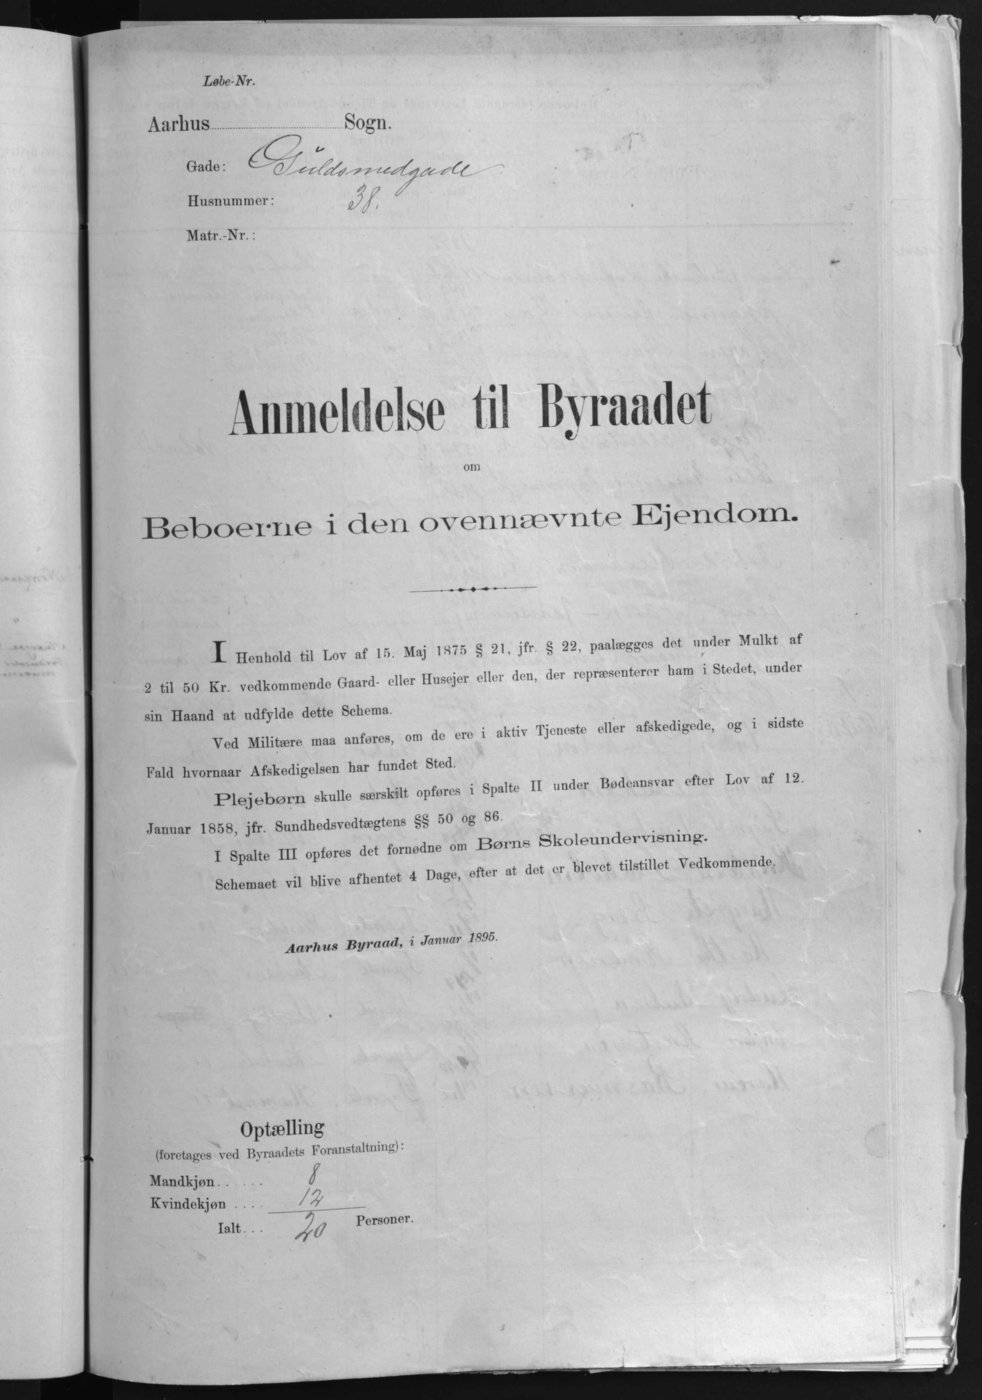 Løbe-Nr.
Aarhus Sogn.
Gade: Guldsmedgade
Husnummer: 38.
Matr.-Nr.:
Anmeldelse til Byraadet
om
Beboerne i den ovennævnte Ejendom.
I Henhold til Lov af 15. Maj 1875 § 21, jfr. § 22, paalægges det under Mulkt af
2 til 50 Kr. vedkommende Gaard- eller Husejer eller den, der repræsenterer ham i Stedet, under
sin Haand at udfylde dette Schema.
Ved Militære maa anføres, om de ere i aktiv Tjeneste eller afskedigede, og i sidste
Fald hvornaar Afskedigelsen har fundet Sted.
Plejebørn skulle særskilt opføres i Spalte II under Bødeansvar efter Lov af 12.
Januar 1858, jfr. Sundhedsvedtægtens §§ 50 og 86.
I Spalte III opføres det fornødne om Børns Skoleundervisning.
Schemaet vil blive afhentet 4 Dage, efter at det er blevet tilstillet Vedkommende.
Aarhus Byraad, i Januar 1895.
Optælling
(foretages ved Byraadets Foranstaltning):
Mandkjøn...... 8
Kvindekjøn.... 12
Ialt... 20 Personer.